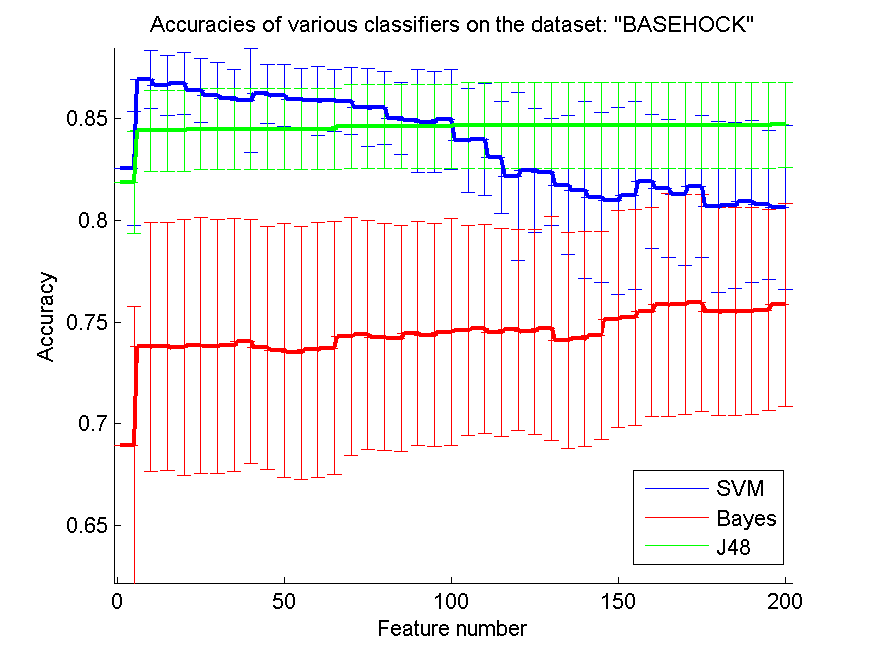 Accuracies of various classifiers on the dataset: "BASEHOCK"
0.85
0.8
0.75
0.7
0.65
Accuracy
SVM
Bayes
J48
0 50 100 150 200
Feature number